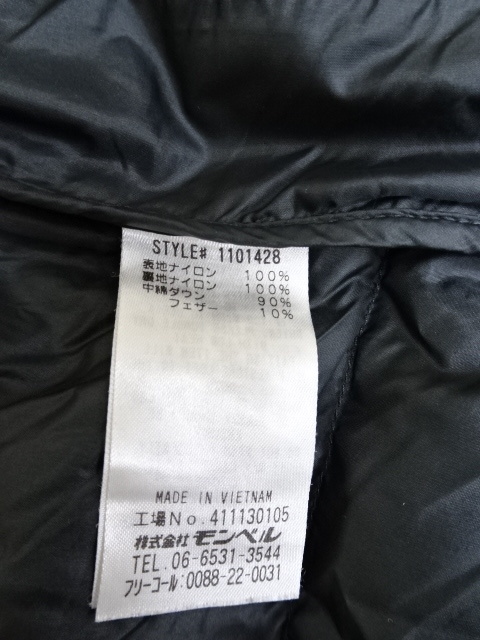 STYLE# 1101428
表地ナイロン 100%
裏地ナイロン 100%
中綿ダウン 90%
フェザー 10%
MADE IN VIETNAM
工場No.411130105
株式会社モンベル
TEL.06-6531-3544
フリーコール:0088-22-0031